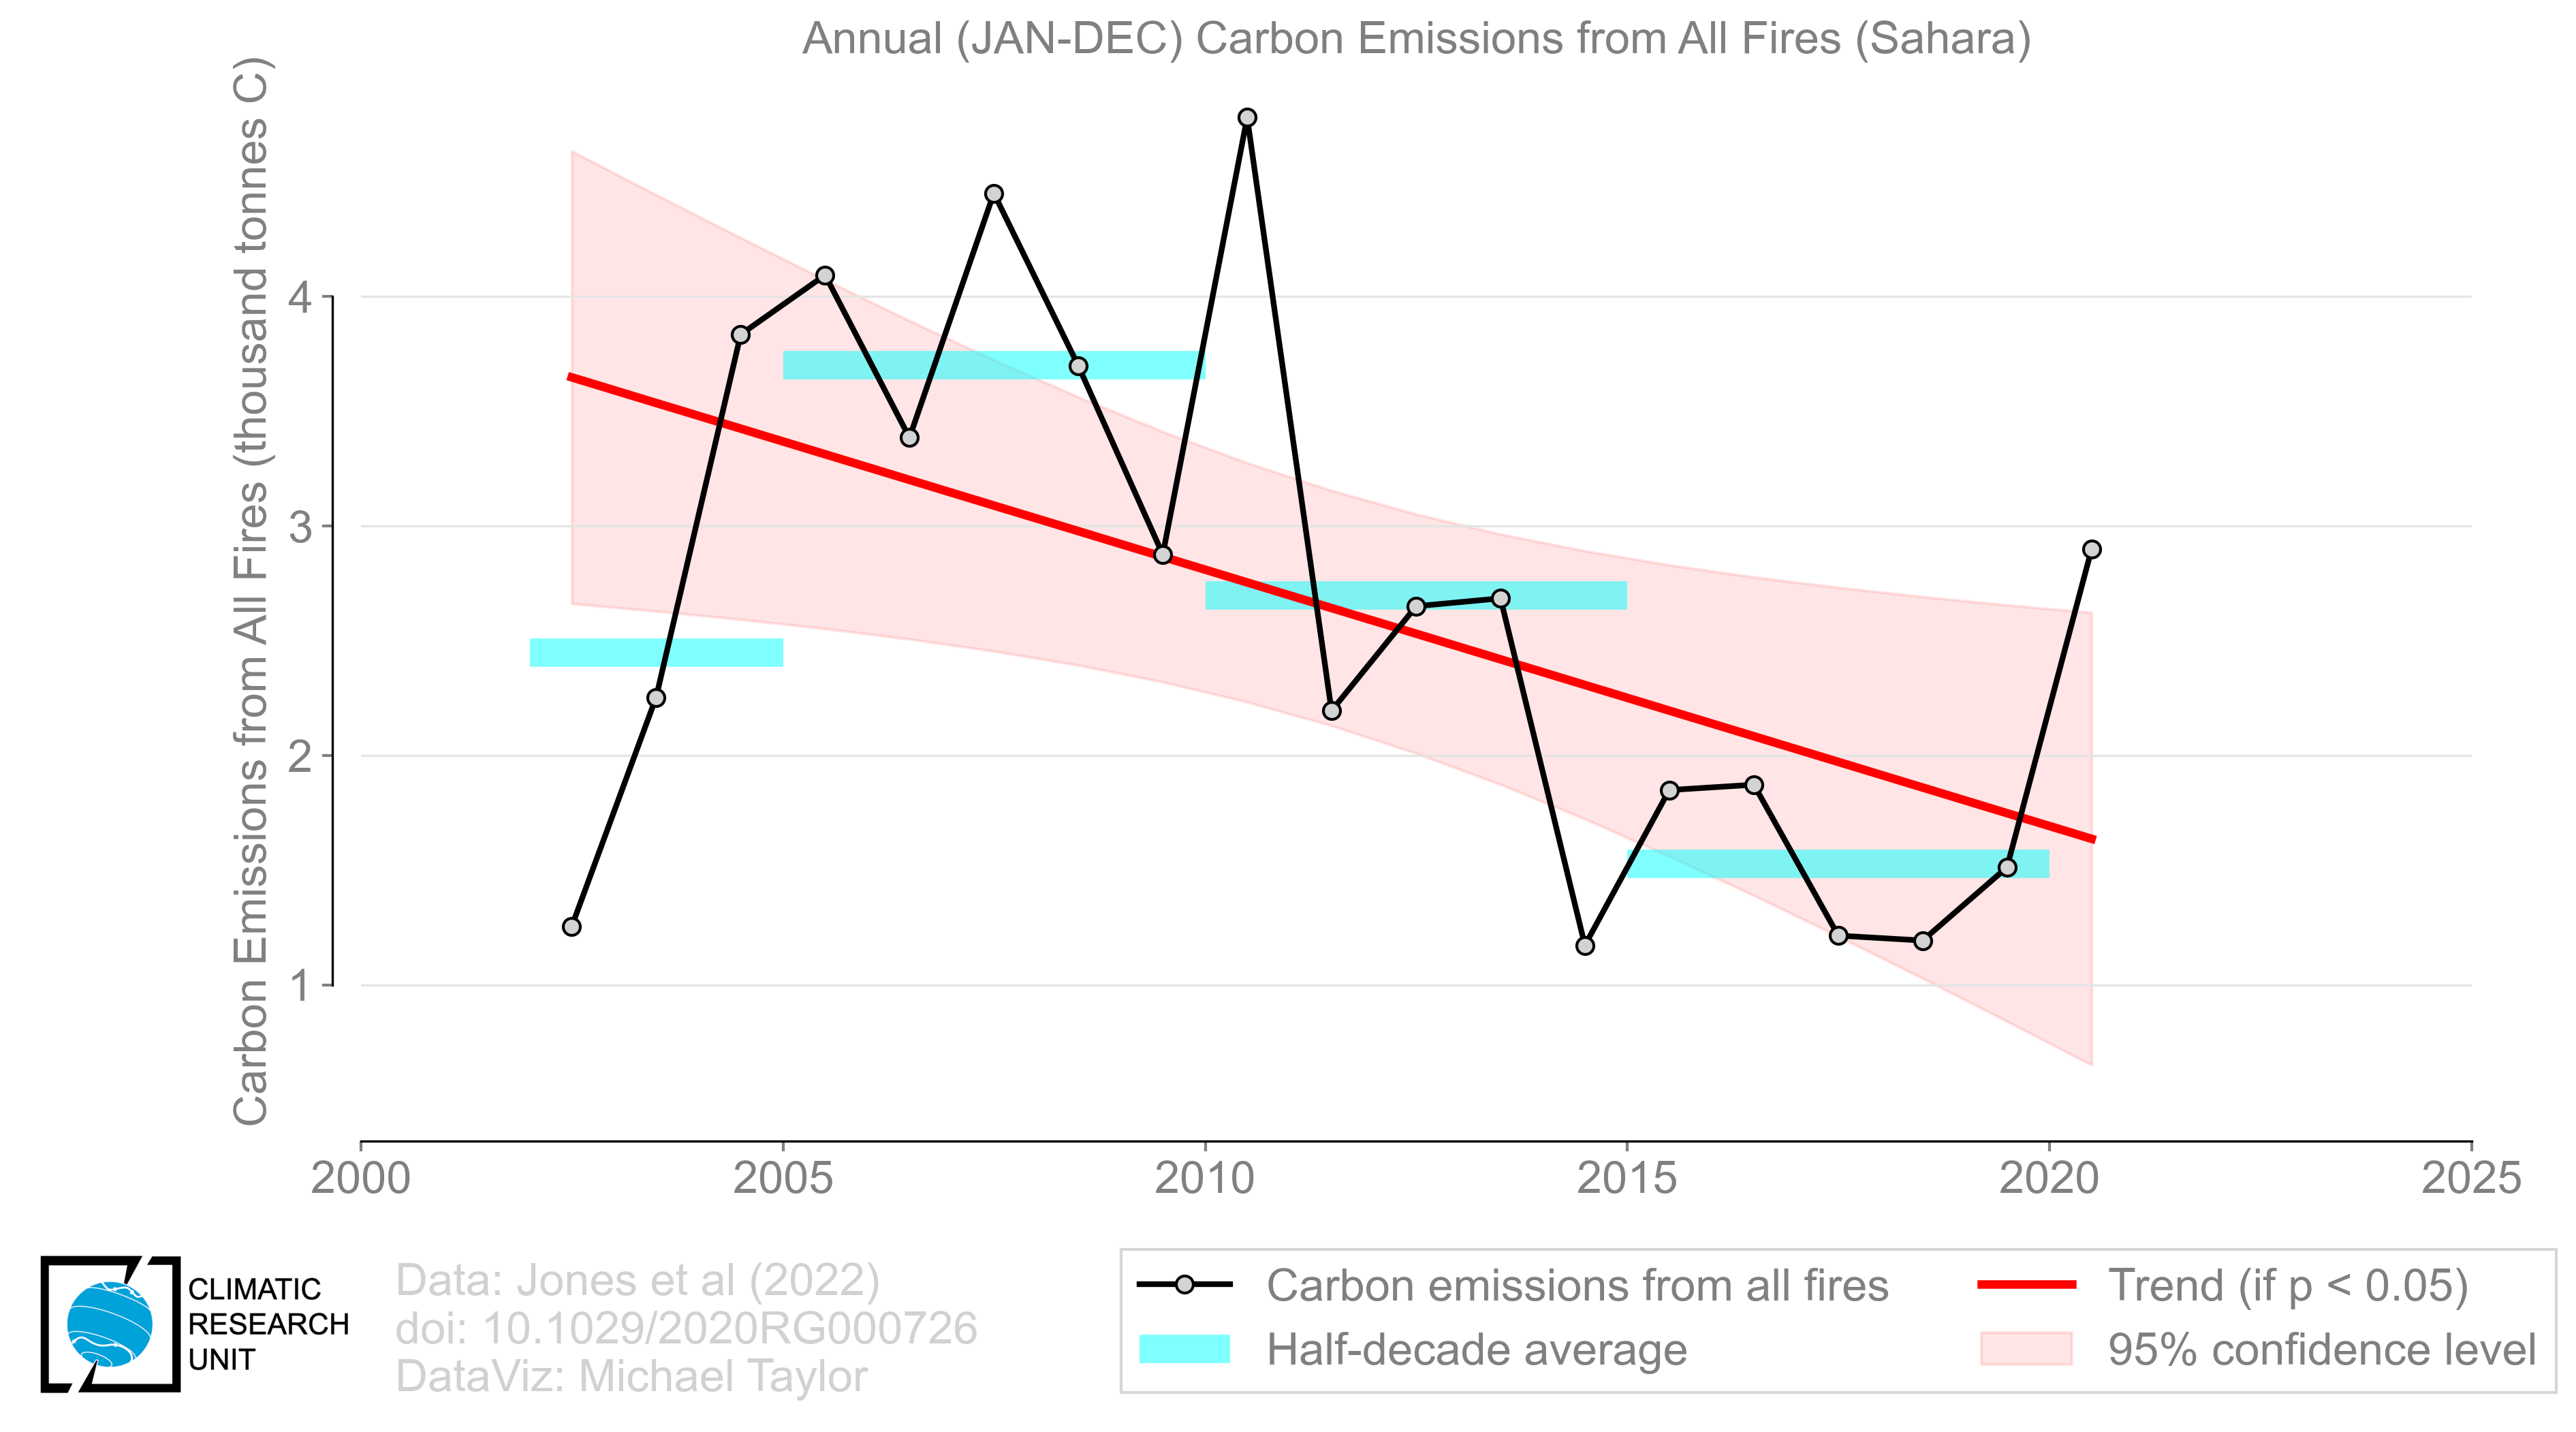 Annual (JAN-DEC) Carbon Emissions from All Fires (Sahara)
Carbon Emissions from All Fires (thousand tonnes C)
4
3
2
1
2000 2005 2010 2015 2020 2025
CLIMATIC
RESEARCH
UNIT
Data: Jones et al (2022)
doi: 10.1029/2020RG000726
DataViz: Michael Taylor
Carbon emissions from all fires
Half-decade average
Trend (if p < 0.05)
95% confidence level